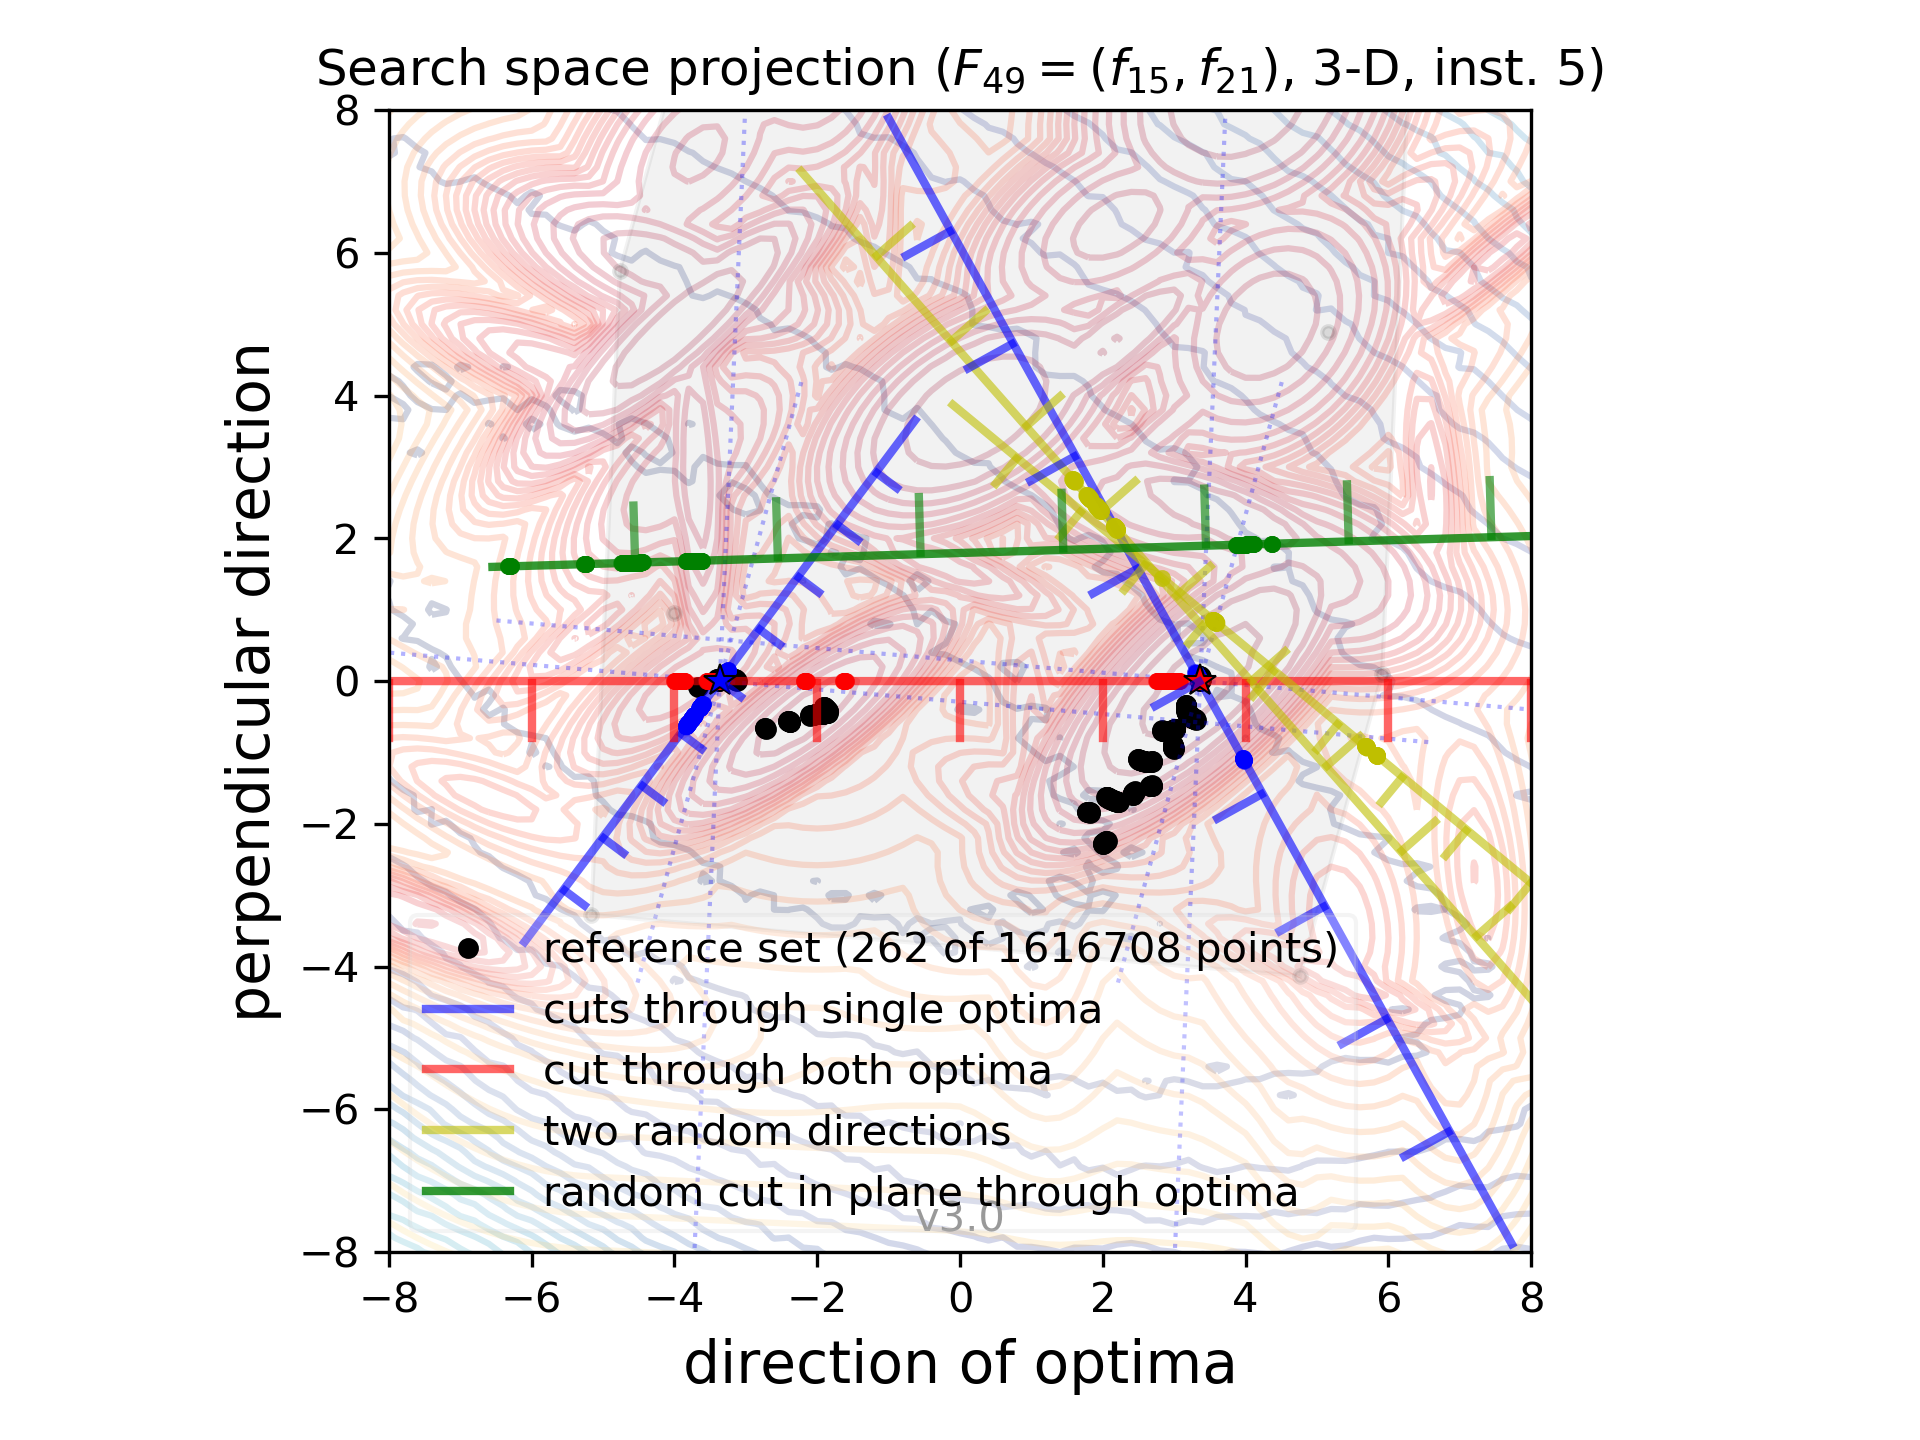 Search space projection (F49 = (f15, f21), 3-D, inst. 5)
8
6
4
2
0
−2
−4
−6
−8
perpendicular direction
reference set (262 of 1616708 points)
cuts through single optima
cut through both optima
two random directions
random cut in plane through optima
v3.0
−8 −6 −4 −2 0 2 4 6 8
direction of optima